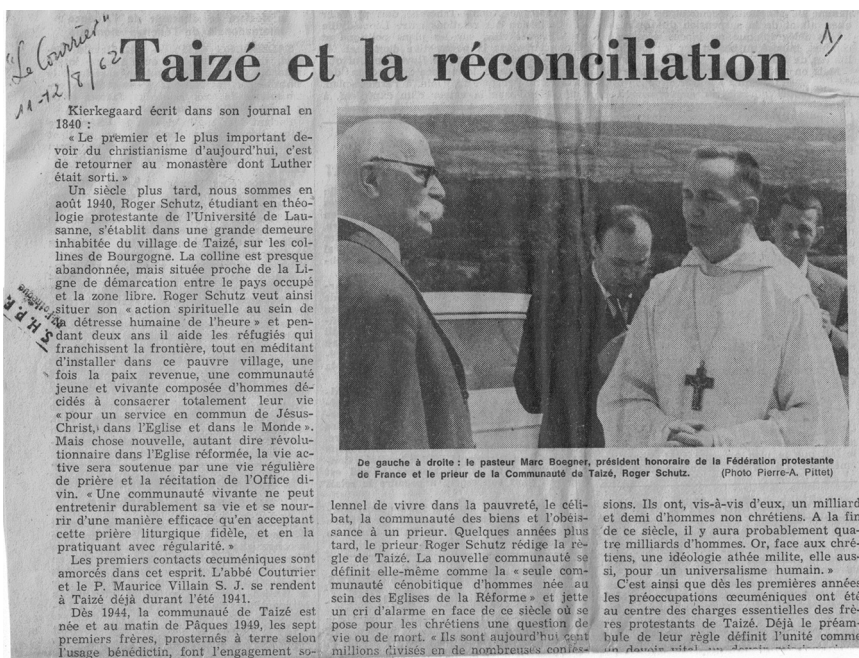 "Le Courrier"
11-12/8/62
1/
Taizé et la réconciliation
Kierkegaard écrit dans son journal en
1840 :
« Le premier et le plus important de-
voir du christianisme d'aujourd'hui, c'est
de retourner au monastère dont Luther
était sorti. »
Un siècle plus tard, nous sommes en
août 1940, Roger Schutz, étudiant en théo-
logie protestante de l'Université de Lau-
sanne, s'établit dans une grande demeure
inhabitée du village de Taizé, sur les col-
lines de Bourgogne. La colline est presque
abandonnée, mais située proche de la Li-
gne de démarcation entre le pays occupé
et la zone libre. Roger Schutz veut ainsi
situer son « action spirituelle au sein de
la détresse humaine de l'heure » et pen-
dant deux ans il aide les réfugiés qui
franchissent la frontière, tout en méditant
d'installer dans ce pauvre village, une
fois la paix revenue, une communauté
jeune et vivante composée d'hommes dé-
cidés à consacrer totalement leur vie
« pour un service en commun de Jésus-
Christ, dans l'Eglise et dans le Monde ».
Mais chose nouvelle, autant dire révolu-
tionnaire dans l'Eglise réformée, la vie ac-
tive sera soutenue par une vie régulière
de prière et la récitation de l'Office di-
vin. « Une communauté vivante ne peut
entretenir durablement sa vie et se nour-
rir d'une manière efficace qu'en acceptant
cette prière liturgique fidèle, et en la
pratiquant avec régularité. »
Les premiers contacts œcuméniques sont
amorcés dans cet esprit. L'abbé Couturier
et le P. Maurice Villain S. J. se rendent
à Taizé déjà durant l'été 1941.
Dès 1944, la communaué de Taizé est
née et au matin de Pâques 1949, les sept
premiers frères, prosternés à terre selon
l'usage bénédictin, font l'engagement so-
S. H. P. F.
De gauche à droite : le pasteur Marc Boegner, président honoraire de la Fédération protestante
de France et le prieur de la Communauté de Taizé, Roger Schutz. (Photo Pierre-A. Pittet)
lennel de vivre dans la pauvreté, le céli-
bat, la communauté des biens et l'obéis-
sance à un prieur. Quelques années plus
tard, le prieur Roger Schutz rédige la rè-
gle de Taizé. La nouvelle communauté se
définit elle-même comme la « seule com-
munauté cénobitique d'hommes née au
sein des Eglises de la Réforme » et jette
un cri d'alarme en face de ce siècle où se
pose pour les chrétiens une question de
vie ou de mort. « Ils sont aujourd'hui cent
millions divisés en de nombreuses confes-
sions. Ils ont, vis-à-vis d'eux, un milliard
et demi d'hommes non chrétiens. A la fin
de ce siècle, il y aura probablement qua-
tre milliards d'hommes. Or, face aux chré-
tiens, une idéologie athée milite, elle aus-
si, pour un universalisme humain. »
C'est ainsi que dès les premières années
les préoccupations œcuméniques ont été
au centre des charges essentielles des frè-
res protestants de Taizé. Déjà le préam-
bule de leur règle définit l'unité comme
un devoir vital, un devoir